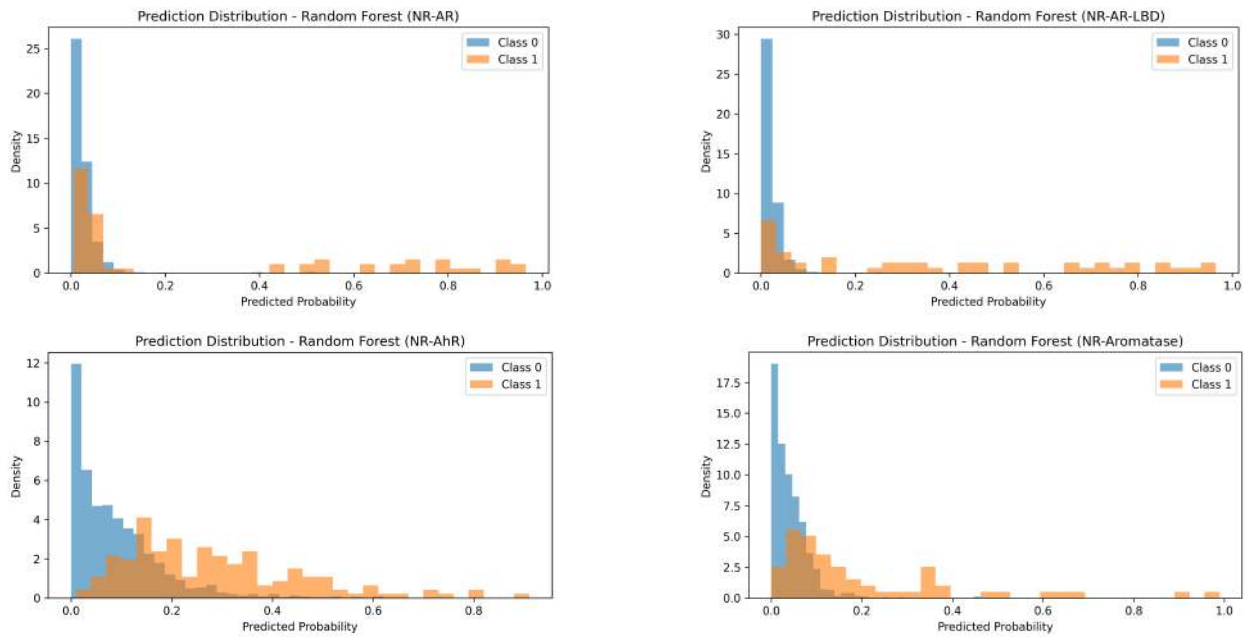 Prediction Distribution - Random Forest (NR-AR)
25
20
15
10
5
0
Density
Class 0
Class 1
0.0 0.2 0.4 0.6 0.8 1.0
Predicted Probability
Prediction Distribution - Random Forest (NR-AR-LBD)
30
25
20
15
10
5
0
Density
Class 0
Class 1
0.0 0.2 0.4 0.6 0.8 1.0
Predicted Probability
Prediction Distribution - Random Forest (NR-AhR)
12
10
8
6
4
2
0
Density
Class 0
Class 1
0.0 0.2 0.4 0.6 0.8
Predicted Probability
Prediction Distribution - Random Forest (NR-Aromatase)
17.5
15.0
12.5
10.0
7.5
5.0
2.5
0.0
Density
Class 0
Class 1
0.0 0.2 0.4 0.6 0.8 1.0
Predicted Probability